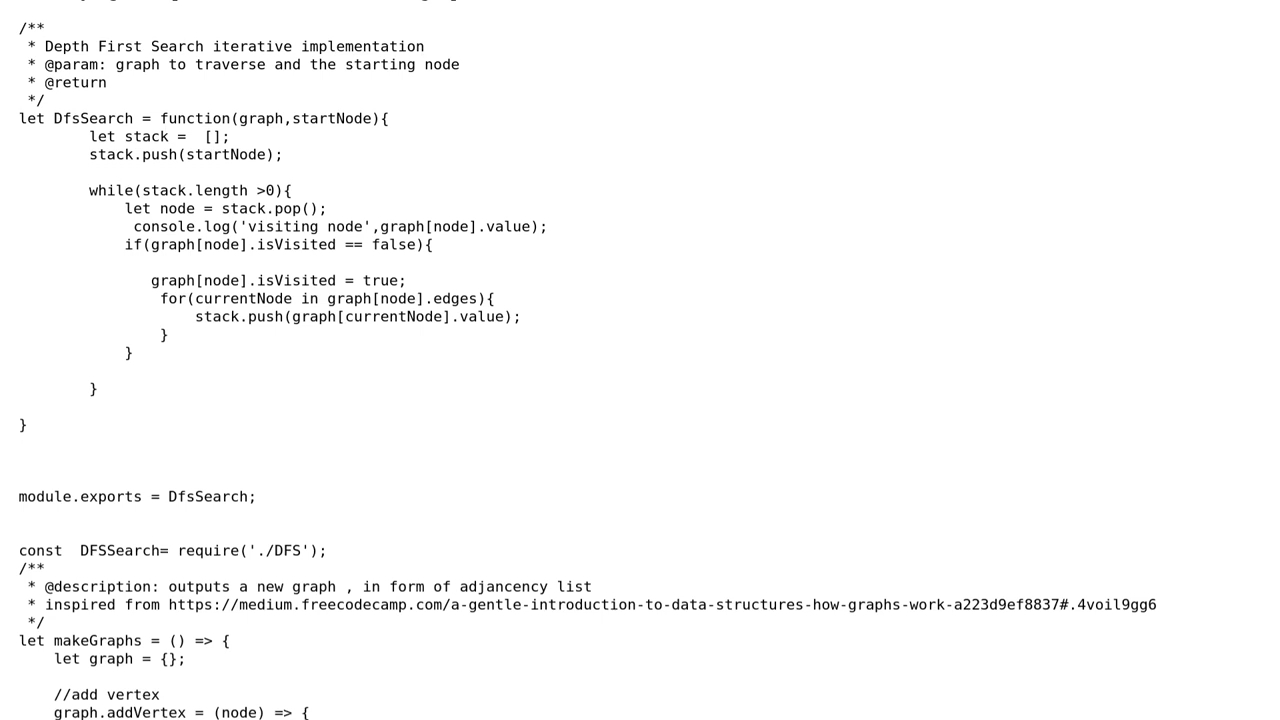 /**
 * Depth First Search iterative implementation
 * @param: graph to traverse and the starting node
 * @return
 */
let DfsSearch = function(graph,startNode){
        let stack =  [];
        stack.push(startNode);

        while(stack.length >0){
            let node = stack.pop();
             console.log('visiting node',graph[node].value);
            if(graph[node].isVisited == false){

               graph[node].isVisited = true;
                for(currentNode in graph[node].edges){
                    stack.push(graph[currentNode].value);
                }
            }

        }

}

module.exports = DfsSearch;

const  DFSSearch= require('./DFS');
/**
 * @description: outputs a new graph , in form of adjancency list
 * inspired from https://medium.freecodecamp.com/a-gentle-introduction-to-data-structures-how-graphs-work-a223d9ef8837#.4voil9gg6
 */
let makeGraphs = () => {
    let graph = {};

    //add vertex
    graph.addVertex = (node) => {